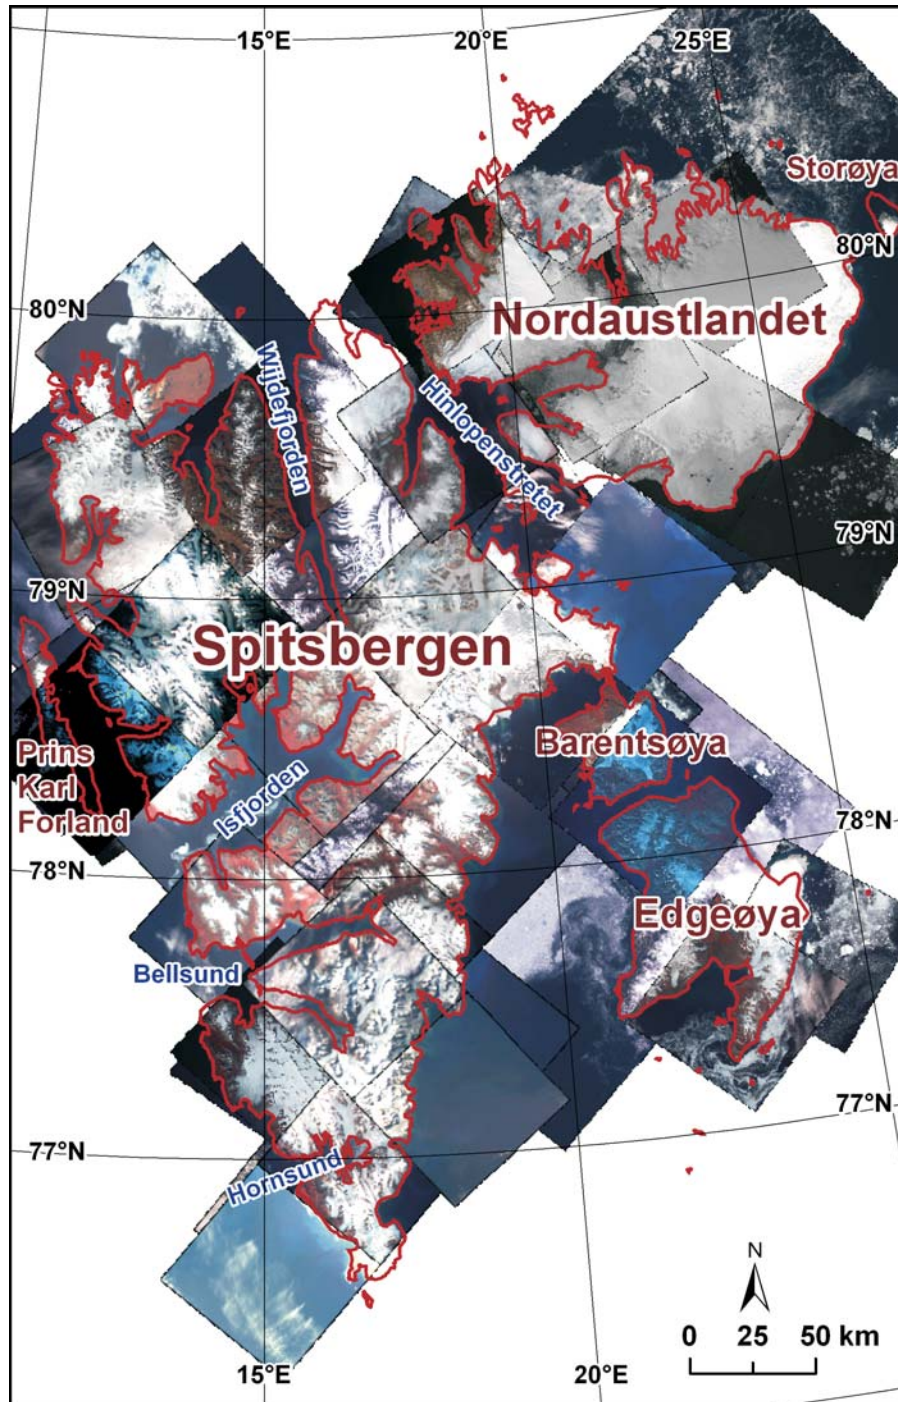 15°E
20°E
25°E
Storøya
80°N
80°N
Nordaustlandet
Wijdefjorden
Hinlopenstretet
79°N
79°N
Spitsbergen
Barentsøya
Prins
Karl
Forland
Isfjorden
78°N
78°N
Edgeøya
Bellsund
77°N
77°N
Hornsund
N
0 25 50 km
15°E
20°E